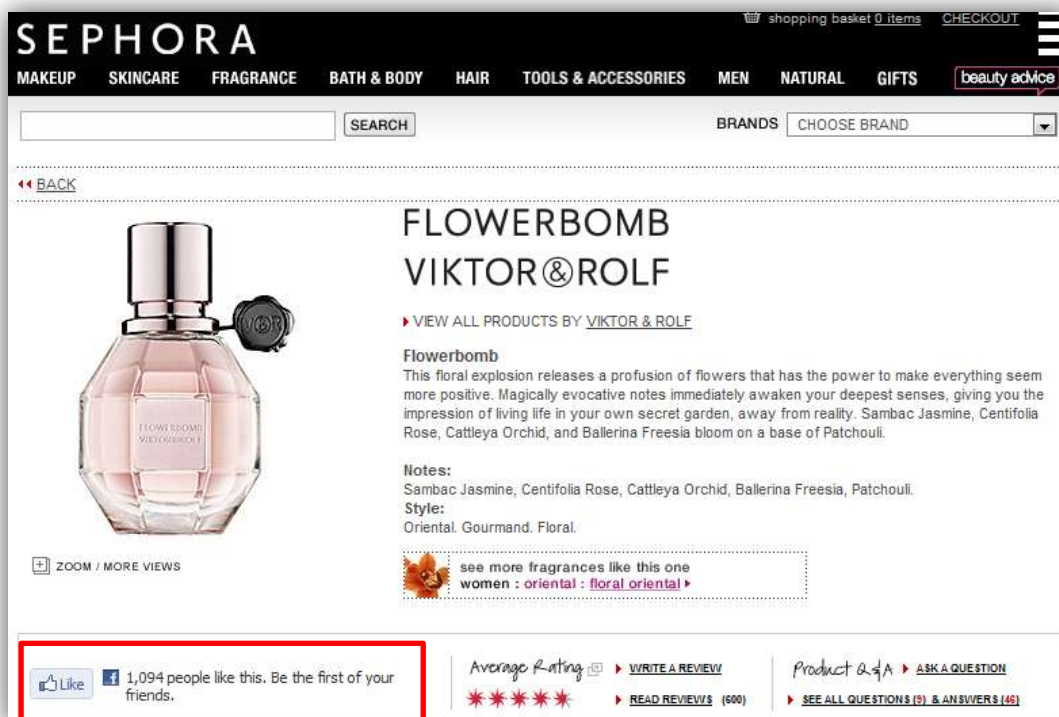 shopping basket 0 items CHECKOUT
SEPHORA
MAKEUP SKINCARE FRAGRANCE BATH & BODY HAIR TOOLS & ACCESSORIES MEN NATURAL GIFTS beauty advice
SEARCH BRANDS CHOOSE BRAND
BACK
FLOWERBOMB
VIKTOR&ROLF
VIEW ALL PRODUCTS BY VIKTOR & ROLF
Flowerbomb
This floral explosion releases a profusion of flowers that has the power to make everything seem
more positive. Magically evocative notes immediately awaken your deepest senses, giving you the
impression of living life in your own secret garden, away from reality. Sambac Jasmine, Centifolia
Rose, Cattleya Orchid, and Ballerina Freesia bloom on a base of Patchouli.
Notes:
Sambac Jasmine, Centifolia Rose, Cattleya Orchid, Ballerina Freesia, Patchouli.
Style:
Oriental. Gourmand. Floral.
V&R
FLOWERBOMB
VIKTOR&ROLF
ZOOM / MORE VIEWS
see more fragrances like this one
women : oriental : floral oriental
Like
1,094 people like this. Be the first of your
friends.
Average Rating WRITE A REVIEW
READ REVIEWS (600)
Product Q&A ASK A QUESTION
SEE ALL QUESTIONS (9) & ANSWERS (46)